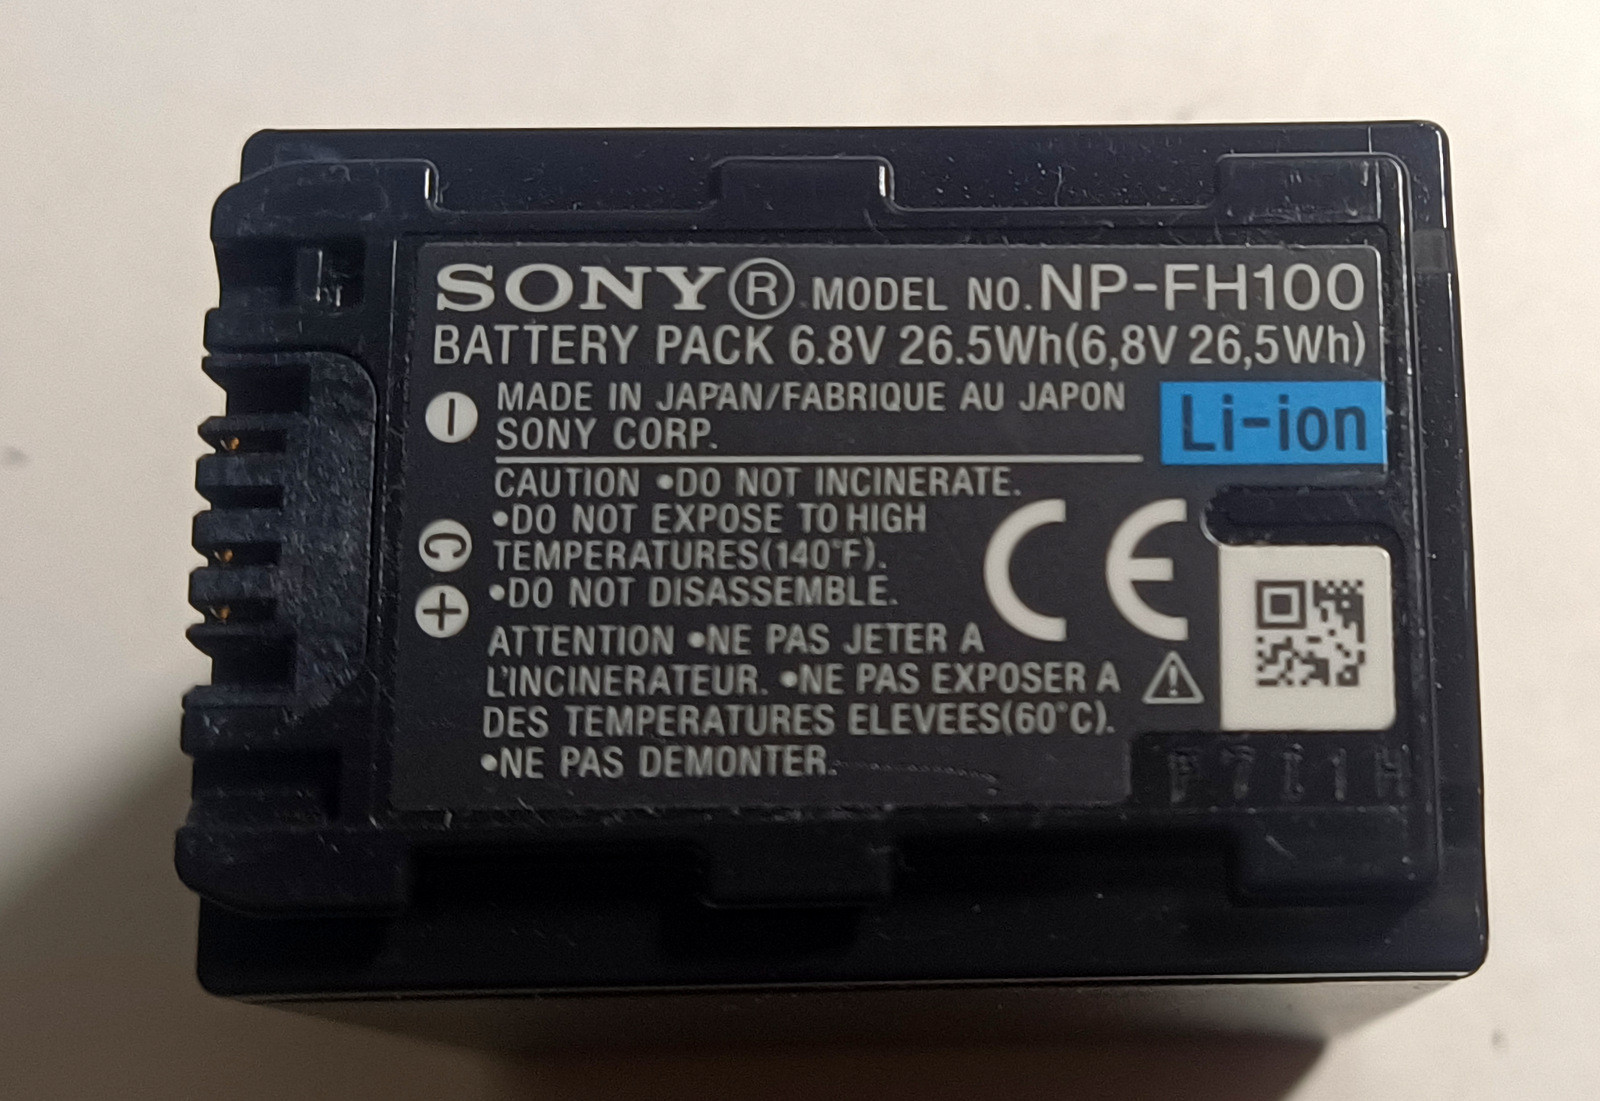 SONY® MODEL NO. NP-FH100
BATTERY PACK 6.8V 26.5Wh(6,8V 26,5Wh)
MADE IN JAPAN/FABRIQUE AU JAPON
SONY CORP.
Li-ion
CAUTION •DO NOT INCINERATE.
•DO NOT EXPOSE TO HIGH
TEMPERATURES(140°F).
•DO NOT DISASSEMBLE.
C
CE
ATTENTION •NE PAS JETER A
L'INCINERATEUR. •NE PAS EXPOSER A
DES TEMPERATURES ELEVEES(60°C).
•NE PAS DEMONTER.